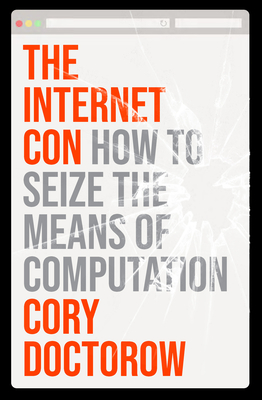 THE
INTERNET
CON HOW TO
SEIZE THE
MEANS OF
COMPUTATION
CORY
DOCTOROW